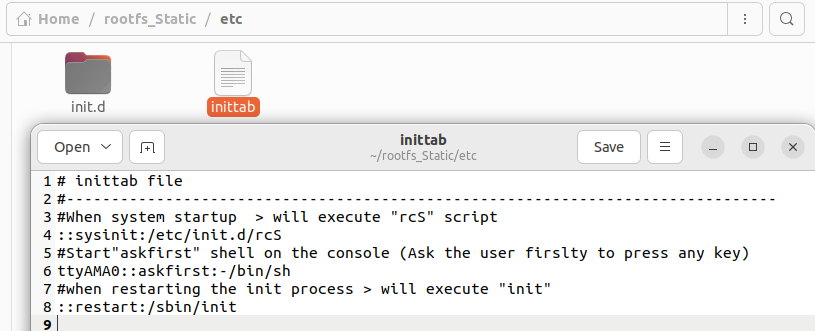 Home / rootfs_Static / etc
init.d
inittab
Open
inittab
~/rootfs_Static/etc
Save
1 # inittab file
2 #-------------------------------------------------------------------------------
3 #When system startup  > will execute "rcS" script
4 ::sysinit:/etc/init.d/rcS
5 #Start"askfirst" shell on the console (Ask the user firslty to press any key)
6 ttyAMA0::askfirst:-/bin/sh
7 #when restarting the init process > will execute "init"
8 ::restart:/sbin/init
9